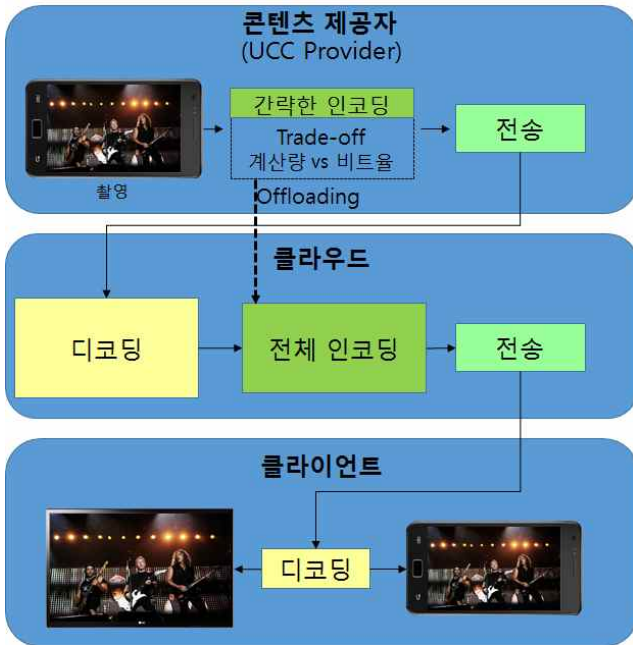 콘텐츠 제공자
(UCC Provider)
간략한 인코딩
Trade-off
계산량 vs 비트율
전송
촬영
Offloading
클라우드
디코딩
전체 인코딩
전송
클라이언트
디코딩